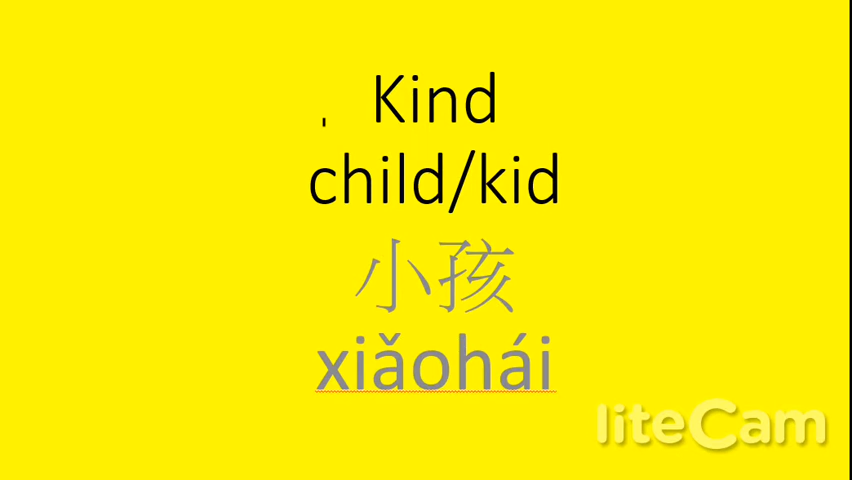 Kind
child/kid
小孩
xiǎohái
liteCam